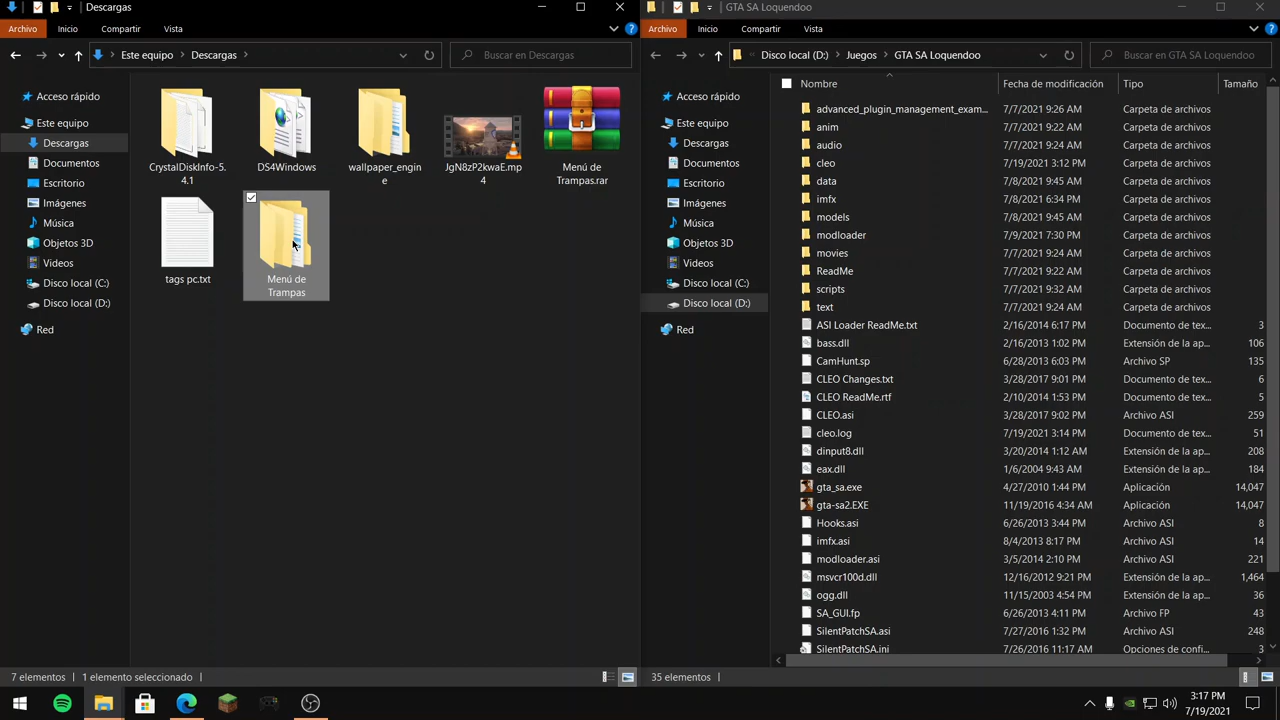 Descargas
Archivo Inicio Compartir Vista
Este equipo Descargas
Buscar en Descargas
Acceso rápido
Este equipo
Descargas
Documentos
Escritorio
Imágenes
Música
Objetos 3D
Videos
Disco local (C:)
Disco local (D:)
Red
CrystalDiskInfo-5.
4.1
DS4Windows
wallpaper_engin
e
JgN8zP2kwaE.mp
4
Menú de
Trampas.rar
tags pc.txt
Menú de
Trampas
7 elementos 1 elemento seleccionado
GTA SA Loquendo
Archivo Inicio Compartir Vista
Disco local (D:) Juegos GTA SA Loquendo
Buscar en GTA SA Loquendo
Acceso rápido
Este equipo
Descargas
Documentos
Escritorio
Imágenes
Música
Objetos 3D
Videos
Disco local (C:)
Disco local (D:)
Red
Nombre Fecha de modificación Tipo Tamaño
advanced_plugin_management_exam... 7/7/2021 9:26 AM Carpeta de archivos
anim 7/7/2021 9:22 AM Carpeta de archivos
audio 7/7/2021 9:22 AM Carpeta de archivos
cleo 7/19/2021 3:12 PM Carpeta de archivos
data 7/8/2021 9:45 AM Carpeta de archivos
imfx 7/8/2021 6:34 PM Carpeta de archivos
models 7/8/2021 9:45 AM Carpeta de archivos
modloader 7/9/2021 7:30 PM Carpeta de archivos
movies 7/7/2021 9:24 AM Carpeta de archivos
ReadMe 7/7/2021 9:22 AM Carpeta de archivos
scripts 7/7/2021 9:32 AM Carpeta de archivos
text 7/7/2021 9:24 AM Carpeta de archivos
ASI Loader ReadMe.txt 2/16/2014 6:17 PM Documento de tex... 3
bass.dll 2/16/2013 1:02 PM Extensión de la ap... 106
CamHunt.sp 6/28/2013 6:03 PM Archivo SP 135
CLEO Changes.txt 3/28/2017 9:01 PM Documento de tex... 6
CLEO ReadMe.rtf 2/10/2014 1:53 PM Documento de tex... 5
CLEO.asi 3/28/2017 9:02 PM Archivo ASI 259
cleo.log 7/19/2021 3:14 PM Documento de tex... 51
dinput8.dll 3/20/2014 1:12 AM Extensión de la ap... 208
eax.dll 1/6/2004 9:43 AM Extensión de la ap... 184
gta_sa.exe 4/27/2010 1:44 PM Aplicación 14,047
gta-sa2.EXE 11/19/2016 4:34 AM Aplicación 14,047
Hooks.asi 6/26/2013 3:44 PM Archivo ASI 8
imfx.asi 8/4/2013 8:17 PM Archivo ASI 14
modloader.asi 3/5/2014 2:10 PM Archivo ASI 221
msvcr100d.dll 12/16/2012 9:21 PM Extensión de la ap... 1,464
ogg.dll 11/15/2003 4:54 PM Extensión de la ap... 36
SA_GUI.fp 6/26/2013 4:11 PM Archivo FP 43
SilentPatchSA.asi 7/27/2016 1:32 PM Archivo ASI 248
SilentPatchSA.ini 7/26/2016 11:17 AM Opciones de confi... 3
35 elementos
3:17 PM
7/19/2021